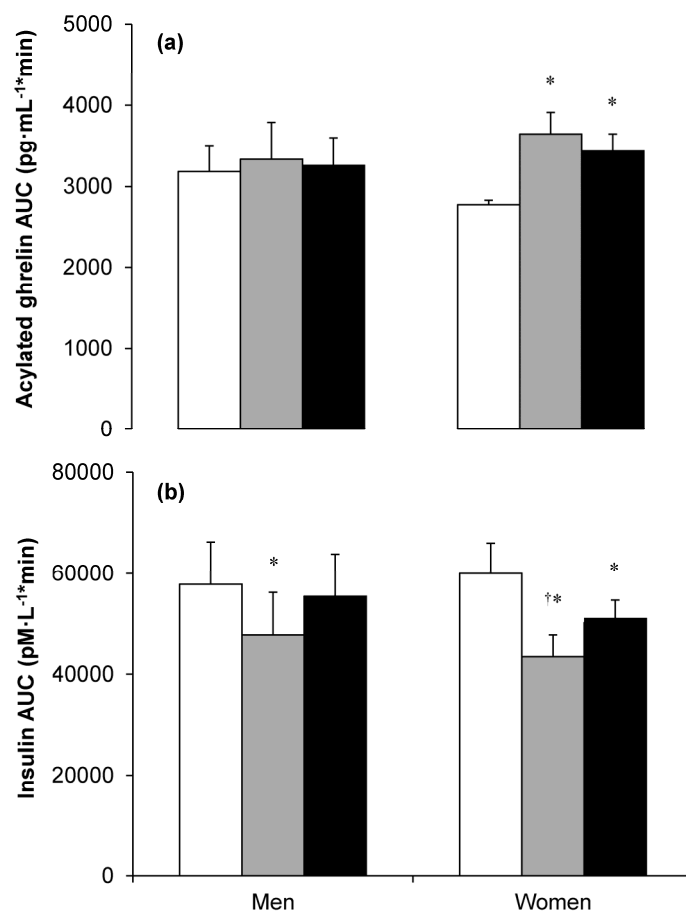 (a)
Acylated ghrelin AUC (pg·mL⁻¹*min)
5000
4000
3000
2000
1000
0
*
*
(b)
Insulin AUC (pM·L⁻¹*min)
80000
60000
40000
20000
0
*
†*
*
Men
Women